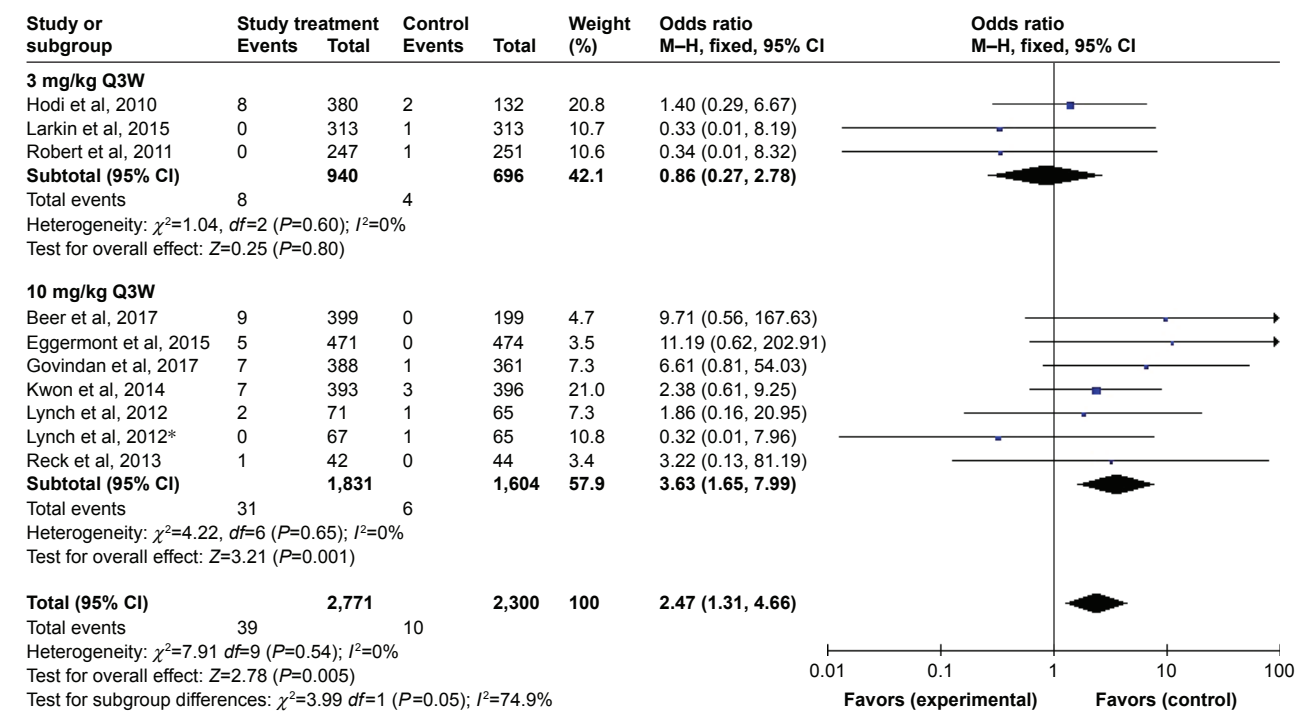 Study or Study treatment Control Weight Odds ratio Odds ratio
subgroup Events Total Events Total (%) M–H, fixed, 95% CI M–H, fixed, 95% CI
3 mg/kg Q3W
Hodi et al, 2010 8 380 2 132 20.8 1.40 (0.29, 6.67)
Larkin et al, 2015 0 313 1 313 10.7 0.33 (0.01, 8.19)
Robert et al, 2011 0 247 1 251 10.6 0.34 (0.01, 8.32)
Subtotal (95% CI) 940 696 42.1 0.86 (0.27, 2.78)
Total events 8 4
Heterogeneity: χ²=1.04, df=2 (P=0.60); I²=0%
Test for overall effect: Z=0.25 (P=0.80)
10 mg/kg Q3W
Beer et al, 2017 9 399 0 199 4.7 9.71 (0.56, 167.63)
Eggermont et al, 2015 5 471 0 474 3.5 11.19 (0.62, 202.91)
Govindan et al, 2017 7 388 1 361 7.3 6.61 (0.81, 54.03)
Kwon et al, 2014 7 393 3 396 21.0 2.38 (0.61, 9.25)
Lynch et al, 2012 2 71 1 65 7.3 1.86 (0.16, 20.95)
Lynch et al, 2012* 0 67 1 65 10.8 0.32 (0.01, 7.96)
Reck et al, 2013 1 42 0 44 3.4 3.22 (0.13, 81.19)
Subtotal (95% CI) 1,831 1,604 57.9 3.63 (1.65, 7.99)
Total events 31 6
Heterogeneity: χ²=4.22, df=6 (P=0.65); I²=0%
Test for overall effect: Z=3.21 (P=0.001)
Total (95% CI) 2,771 2,300 100 2.47 (1.31, 4.66)
Total events 39 10
Heterogeneity: χ²=7.91 df=9 (P=0.54); I²=0%
Test for overall effect: Z=2.78 (P=0.005)
Test for subgroup differences: χ²=3.99 df=1 (P=0.05); I²=74.9%
0.01 0.1 1 10 100
Favors (experimental) Favors (control)